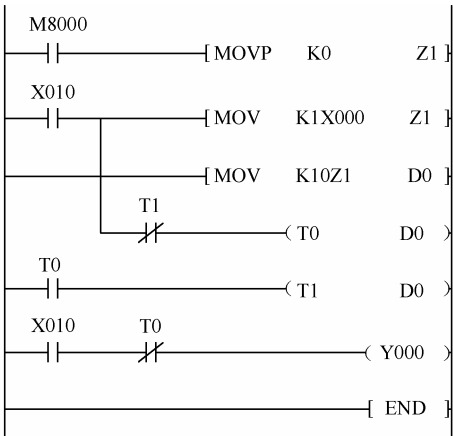 M8000
MOVP K0 Z1
X010
MOV K1X000 Z1
MOV K10Z1 D0
T1
T0 D0
T0
T1 D0
X010 T0
Y000
END